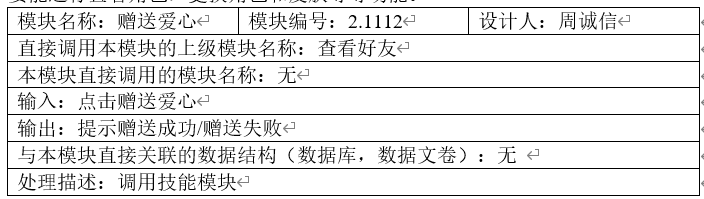 模块名称：赠送爱心 模块编号：2.1112 设计人：周诚信
直接调用本模块的上级模块名称：查看好友
本模块直接调用的模块名称：无
输入：点击赠送爱心
输出：提示赠送成功/赠送失败
与本模块直接关联的数据结构（数据库，数据文卷）：无
处理描述：调用技能模块